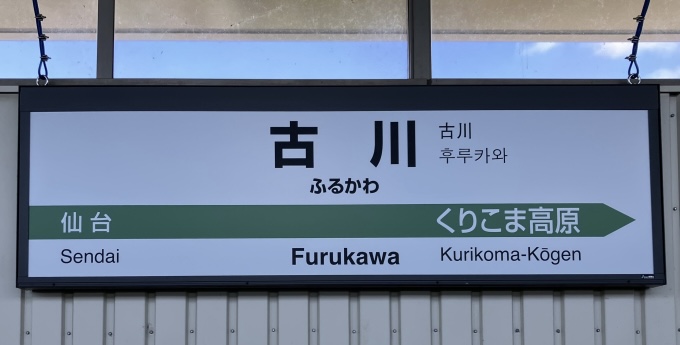 古川
古川
후루카와
ふるかわ
仙台 くりこま高原
Sendai Furukawa Kurikoma-Kōgen